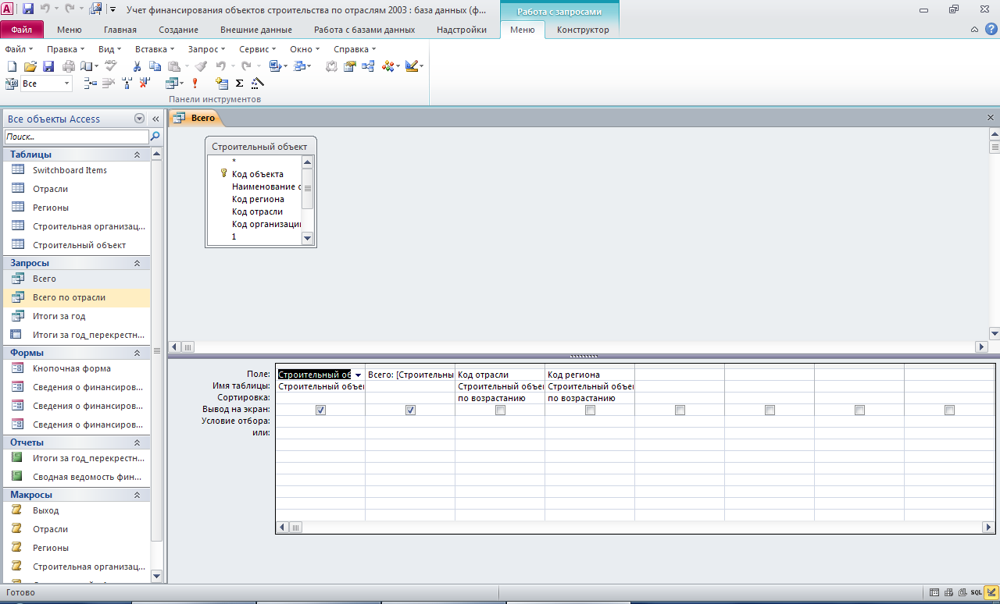 Учет финансирования объектов строительства по отраслям 2003 : база данных (ф...
Работа с запросами
Файл Меню Главная Создание Внешние данные Работа с базами данных Надстройки Меню Конструктор
Файл Правка Вид Вставка Запрос Сервис Окно Справка
Все
Панели инструментов
Все объекты Access
Поиск...
Таблицы
Switchboard Items
Отрасли
Регионы
Строительная организац...
Строительный объект
Запросы
Всего
Всего по отрасли
Итоги за год
Итоги за год_перекрестн...
Формы
Кнопочная форма
Сведения о финансиров...
Сведения о финансиров...
Сведения о финансиров...
Отчеты
Итоги за год_перекрестн...
Сводная ведомость фин...
Макросы
Выход
Отрасли
Регионы
Строительная организац...
Всего
Строительный объект
*
Код объекта
Наименование о
Код региона
Код отрасли
Код организации
1
Поле: Строительный об Всего: [Строительны Код отрасли Код региона
Имя таблицы: Строительный объек Строительный объек Строительный объек
Сортировка: по возрастанию по возрастанию
Вывод на экран:
Условие отбора:
или:
Готово
SQL